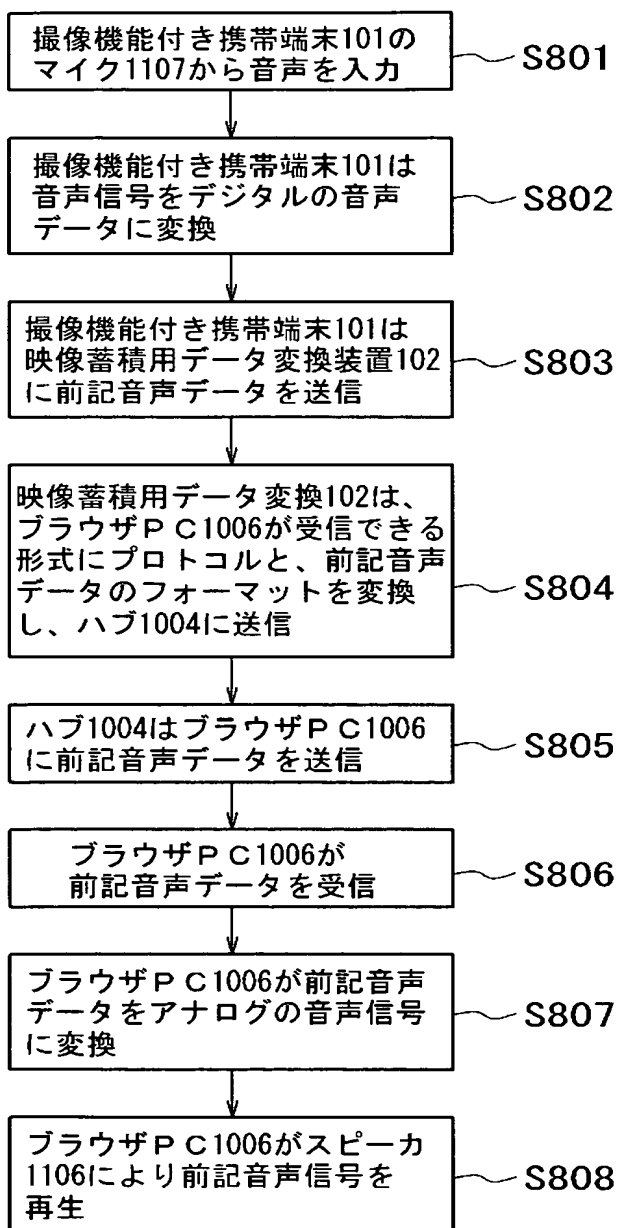 撮像機能付き携帯端末101の
マイク1107から音声を入力
S801
撮像機能付き携帯端末101は
音声信号をデジタルの音声
データに変換
S802
撮像機能付き携帯端末101は
映像蓄積用データ変換装置102
に前記音声データを送信
S803
映像蓄積用データ変換102は、
ブラウザPC1006が受信できる
形式にプロトコルと、前記音声
データのフォーマットを変換
し、ハブ1004に送信
S804
ハブ1004はブラウザPC1006
に前記音声データを送信
S805
ブラウザPC1006が
前記音声データを受信
S806
ブラウザPC1006が前記音声
データをアナログの音声信号
に変換
S807
ブラウザPC1006がスピーカ
1106により前記音声信号を
再生
S808